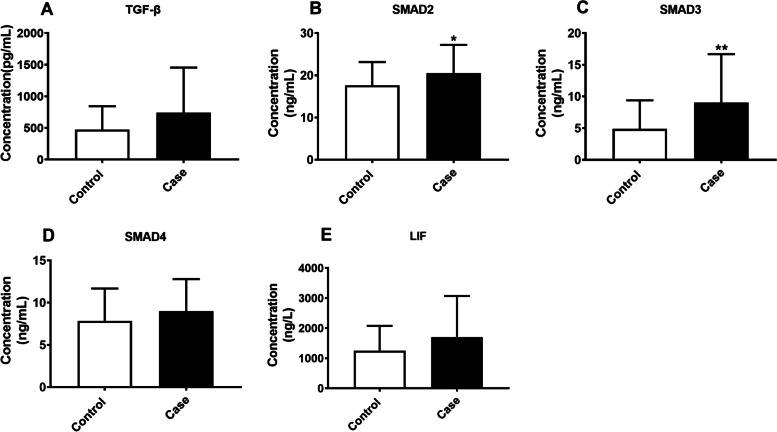 A TGF-β
Concentration(pg/mL)
2000
1500
1000
500
0
Control
Case
B SMAD2
Concentration
(ng/mL)
30
20
10
0
*
Control
Case
C SMAD3
Concentration
(ng/mL)
20
15
10
5
0
**
Control
Case
D SMAD4
Concentration
(ng/mL)
15
10
5
0
Control
Case
E LIF
Concentration
(ng/L)
4000
3000
2000
1000
0
Control
Case